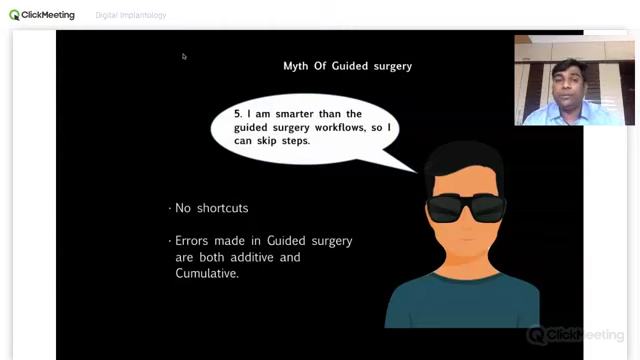 ClickMeeting
Digital Implantology
Myth Of Guided surgery
5. I am smarter than the
guided surgery workflows, so I
can skip steps.
· No shortcuts
· Errors made in Guided surgery
are both additive and
Cumulative.
ClickMeeting